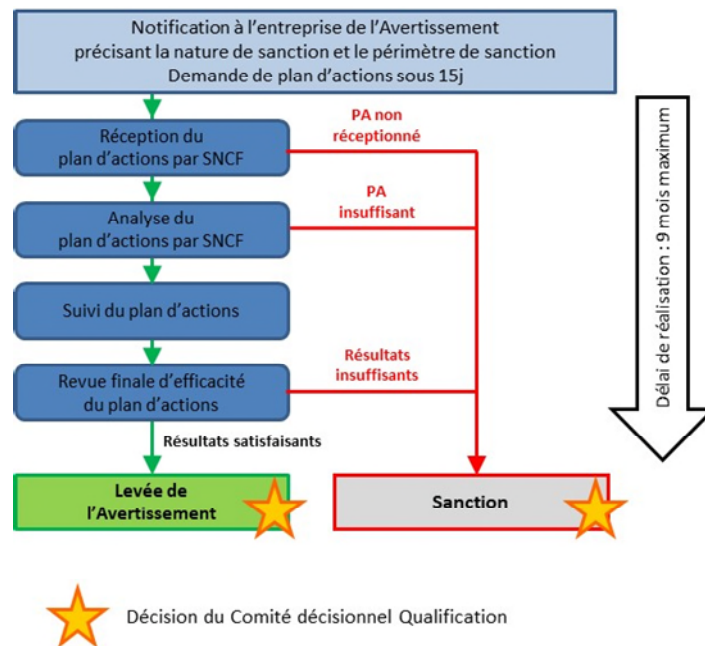 Notification à l'entreprise de l'Avertissement
précisant la nature de sanction et le périmètre de sanction
Demande de plan d'actions sous 15j
PA non
réceptionné
Réception du
plan d'actions par SNCF
PA
insuffisant
Analyse du
plan d'actions par SNCF
Suivi du plan d'actions
Résultats
insuffisants
Revue finale d'efficacité
du plan d'actions
Résultats satisfaisants
Levée de
l'Avertissement
Sanction
Délai de réalisation : 9 mois maximum
Décision du Comité décisionnel Qualification